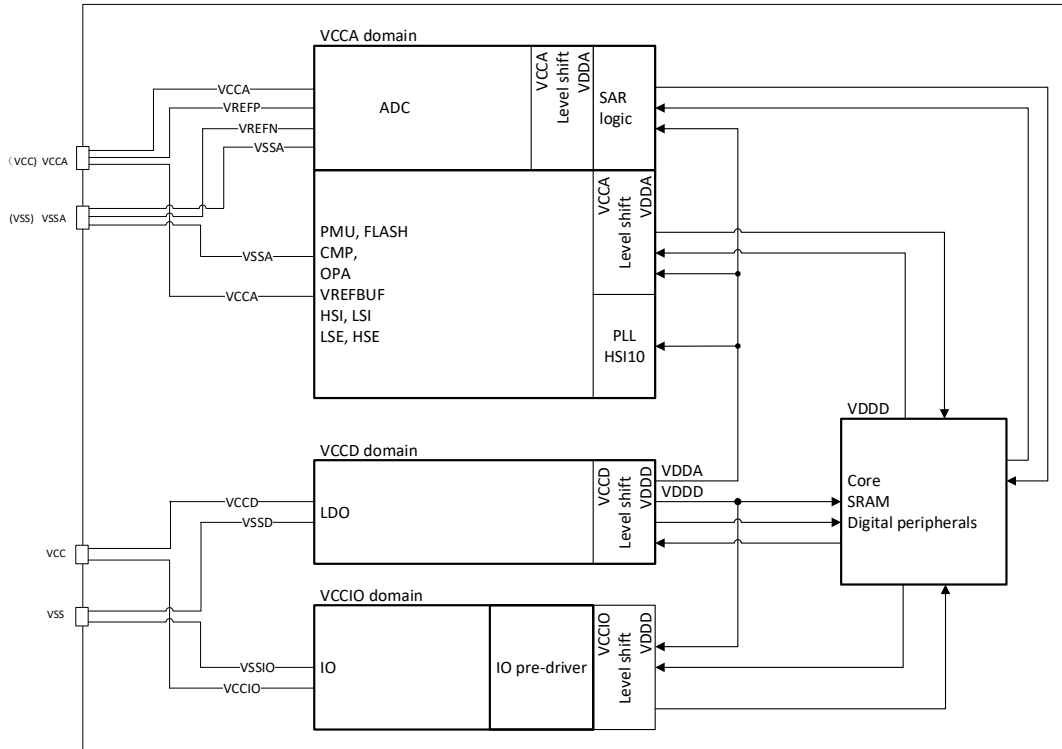 VCCA domain
VCCA
VREFP
VREFN
VSSA
ADC
VCCA
Level shift
VDDA
SAR
logic
（VCC) VCCA
(VSS) VSSA
VSSA
VCCA
PMU, FLASH
CMP,
OPA
VREFBUF
HSI, LSI
LSE, HSE
VCCA
Level shift
VDDA
PLL
HSI10
VDDD
Core
SRAM
Digital peripherals
VCCD domain
VCCD
VSSD
LDO
VCCD
Level shift
VDDD
VDDA
VDDD
VCC
VSS
VCCIO domain
VSSIO
VCCIO
IO
IO pre-driver
VCCIO
Level shift
VDDD